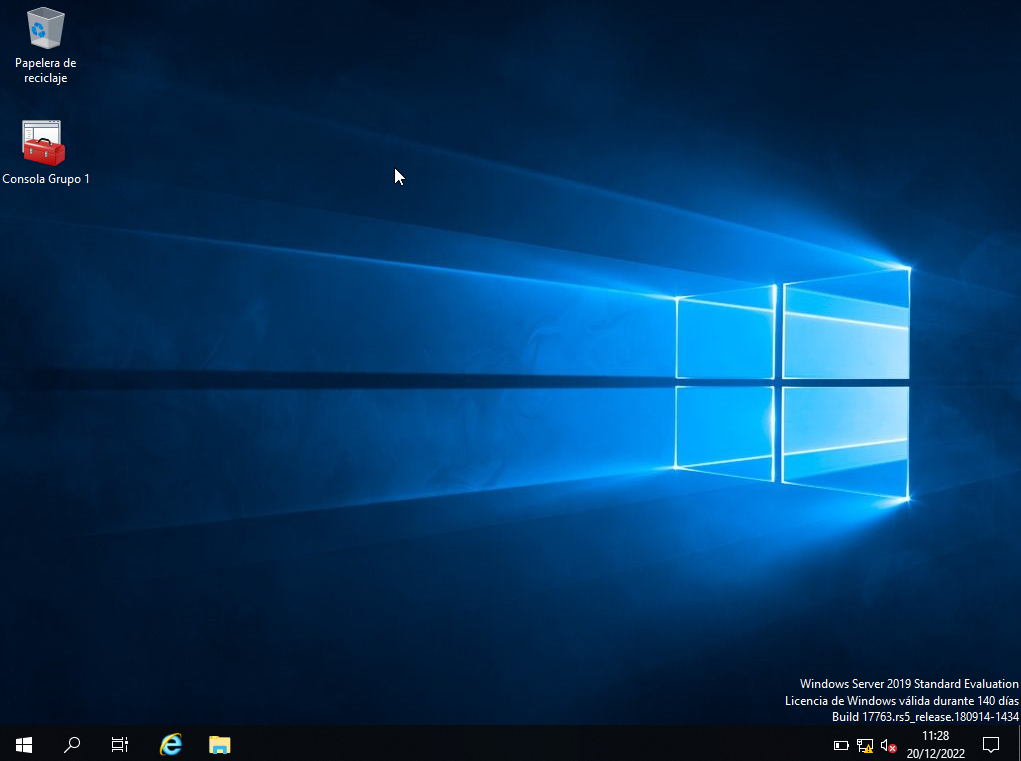 Papelera de
reciclaje
Consola Grupo 1
Windows Server 2019 Standard Evaluation
Licencia de Windows válida durante 140 días
Build 17763.rs5_release.180914-1434
11:28
20/12/2022